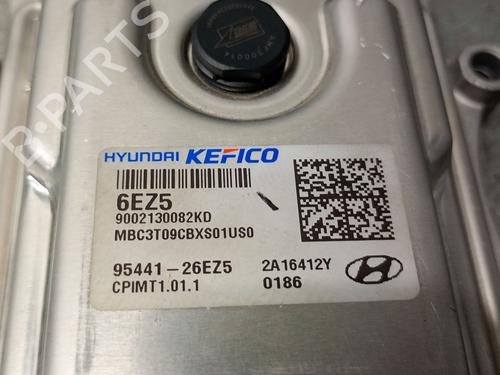 HYUNDAI KEFICO
6EZ5
9002130082KD
MBC3T09CBXS01US0
95441-26EZ5
2A16412Y
CPIMT1.01.1
0186
B-PARTS